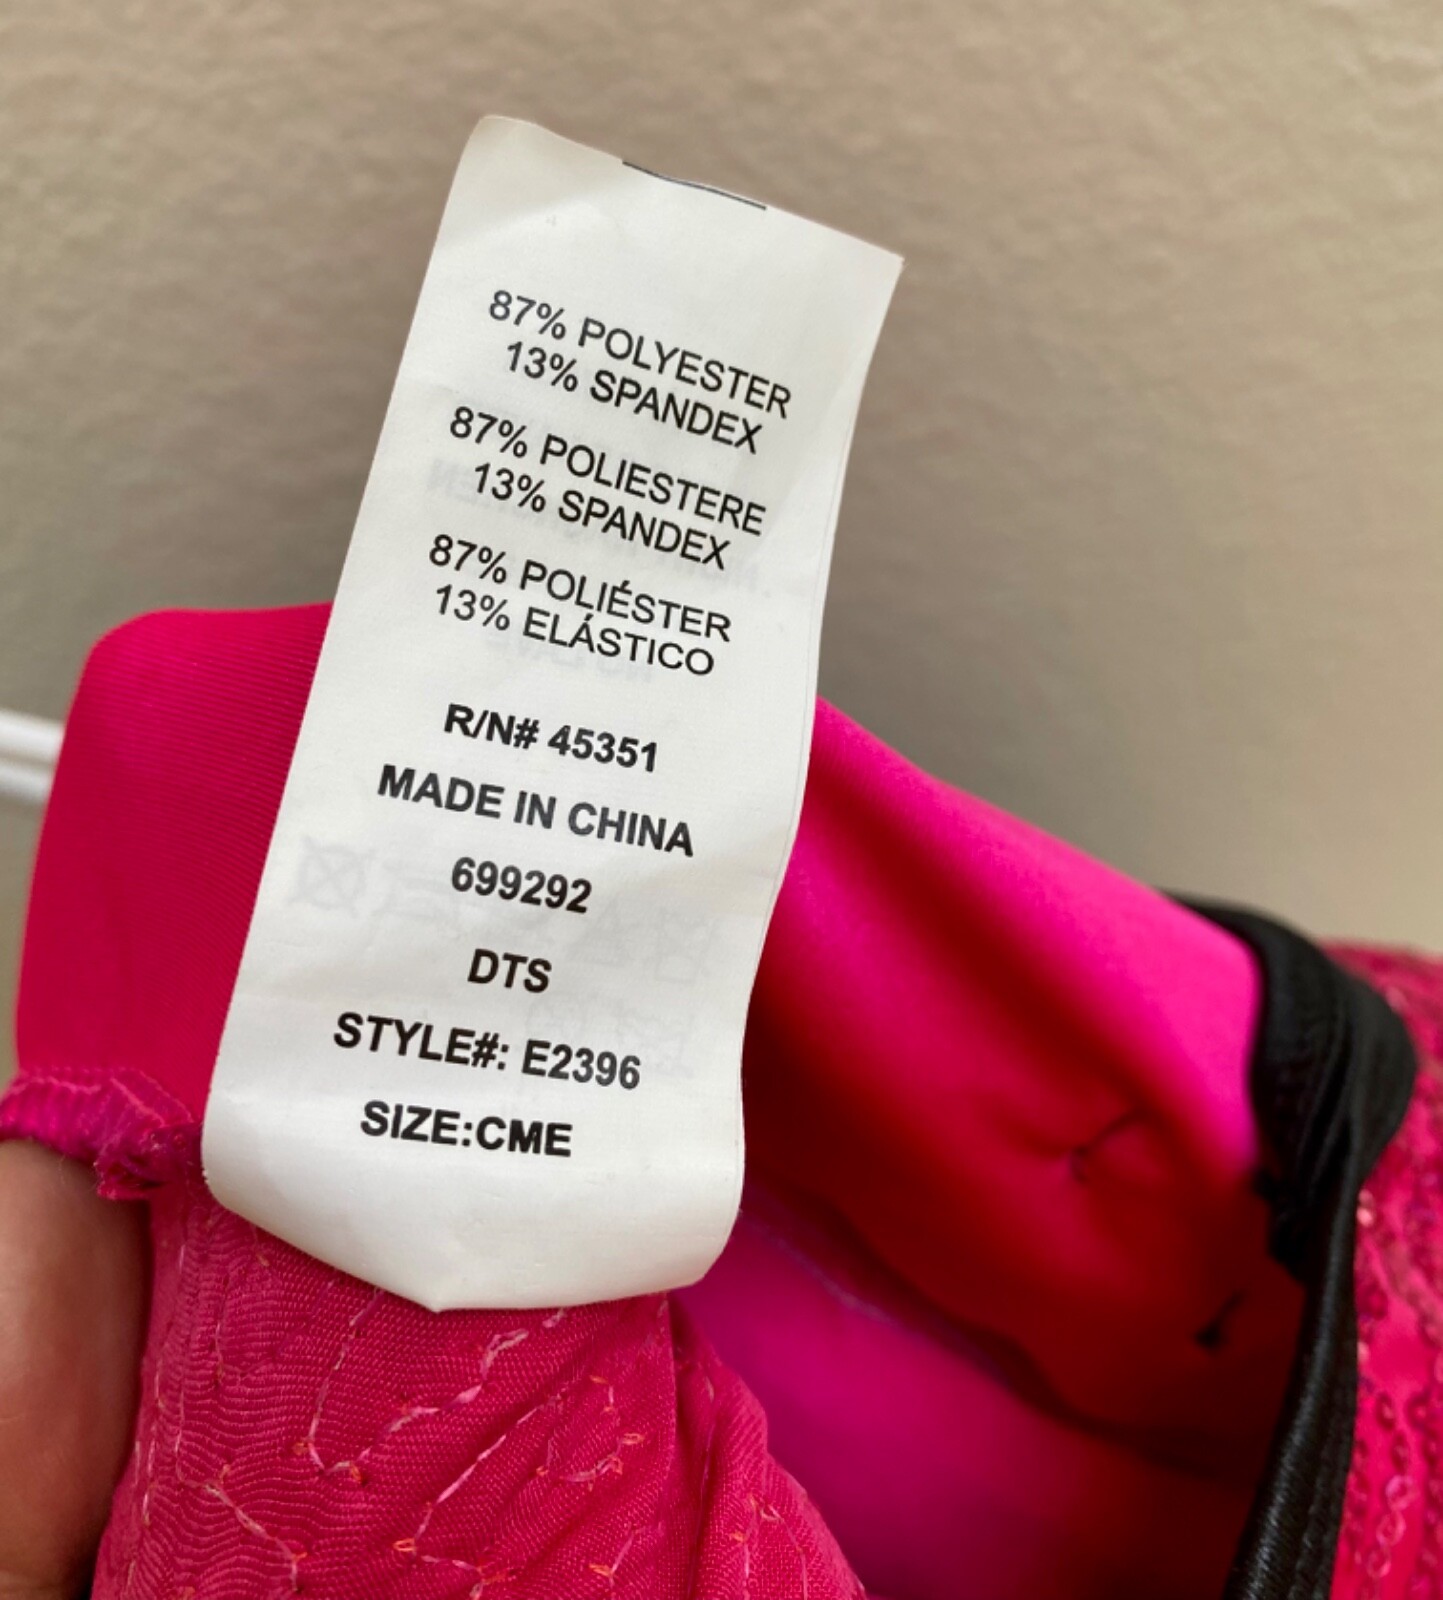 87% POLYESTER
13% SPANDEX
87% POLIESTERE
13% SPANDEX
87% POLIÉSTER
13% ELÁSTICO
R/N# 45351
MADE IN CHINA
699292
DTS
STYLE#: E2396
SIZE:CME